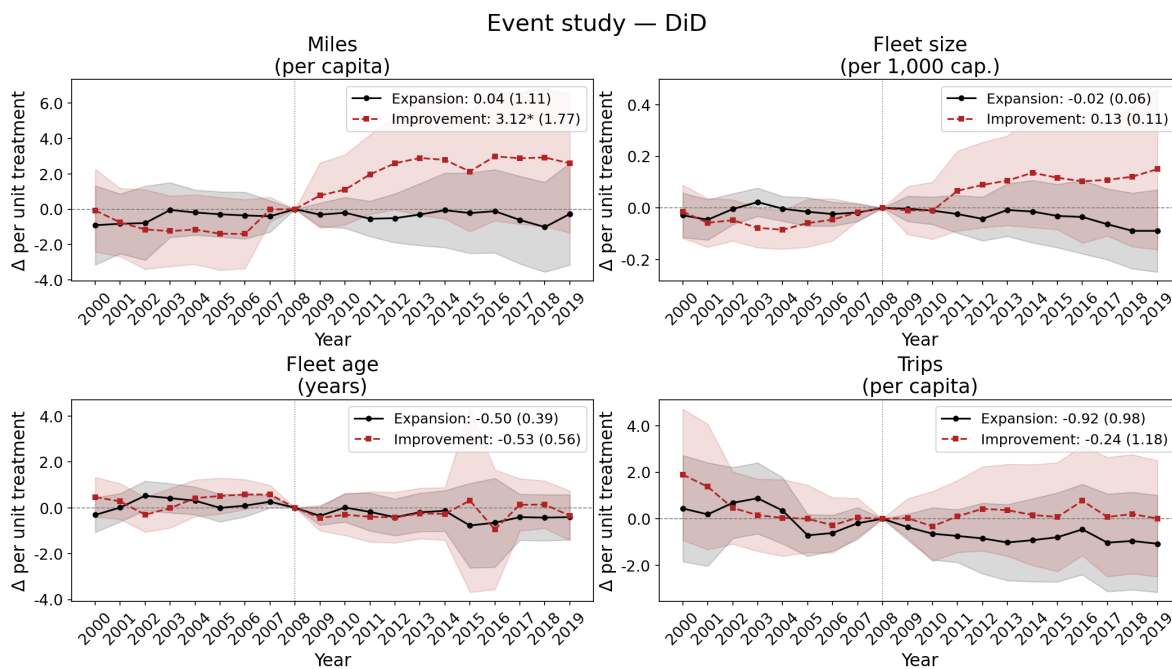 Event study — DiD
Miles
(per capita)
Δ per unit treatment
6.0
4.0
2.0
0.0
-2.0
-4.0
Expansion: 0.04 (1.11)
Improvement: 3.12* (1.77)
2000 2001 2002 2003 2004 2005 2006 2007 2008 2009 2010 2011 2012 2013 2014 2015 2016 2017 2018 2019
Year
Fleet size
(per 1,000 cap.)
Δ per unit treatment
0.4
0.2
0.0
-0.2
Expansion: -0.02 (0.06)
Improvement: 0.13 (0.11)
2000 2001 2002 2003 2004 2005 2006 2007 2008 2009 2010 2011 2012 2013 2014 2015 2016 2017 2018 2019
Year
Fleet age
(years)
Δ per unit treatment
4.0
2.0
0.0
-2.0
-4.0
Expansion: -0.50 (0.39)
Improvement: -0.53 (0.56)
2000 2001 2002 2003 2004 2005 2006 2007 2008 2009 2010 2011 2012 2013 2014 2015 2016 2017 2018 2019
Year
Trips
(per capita)
Δ per unit treatment
4.0
2.0
0.0
-2.0
Expansion: -0.92 (0.98)
Improvement: -0.24 (1.18)
2000 2001 2002 2003 2004 2005 2006 2007 2008 2009 2010 2011 2012 2013 2014 2015 2016 2017 2018 2019
Year